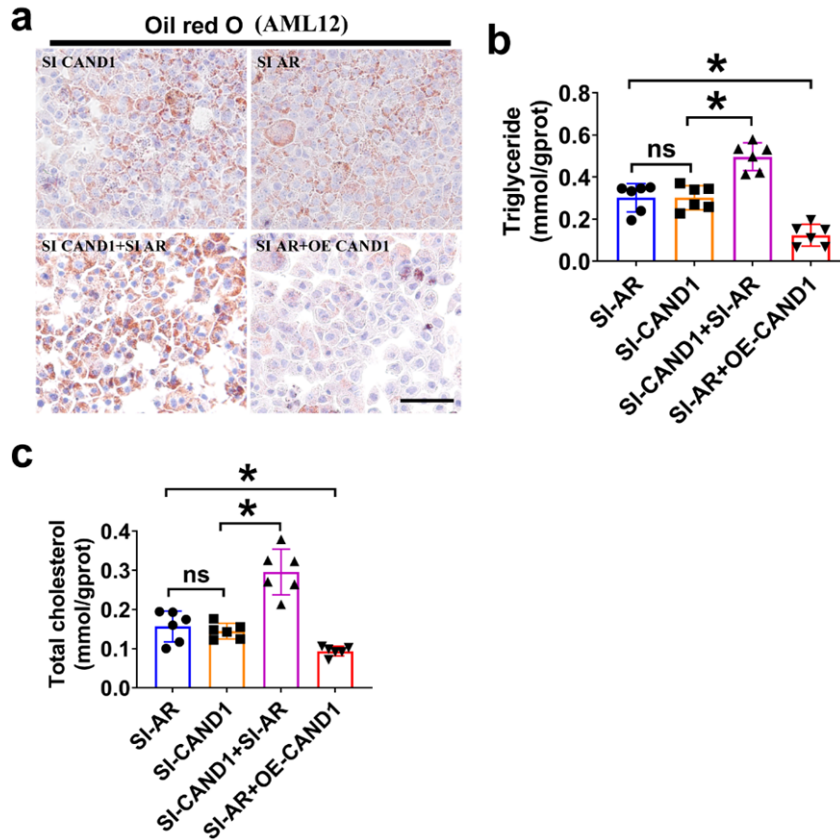 a
Oil red O (AML12)
SI CAND1
SI AR
SI CAND1+SI AR
SI AR+OE CAND1
b
*
*
ns
Triglyceride
(mmol/gprot)
0.8
0.6
0.4
0.2
0.0
SI-AR
SI-CAND1
SI-CAND1+SI-AR
SI-AR+OE-CAND1
c
*
*
ns
Total cholesterol
(mmol/gprot)
0.4
0.3
0.2
0.1
0.0
SI-AR
SI-CAND1
SI-CAND1+SI-AR
SI-AR+OE-CAND1